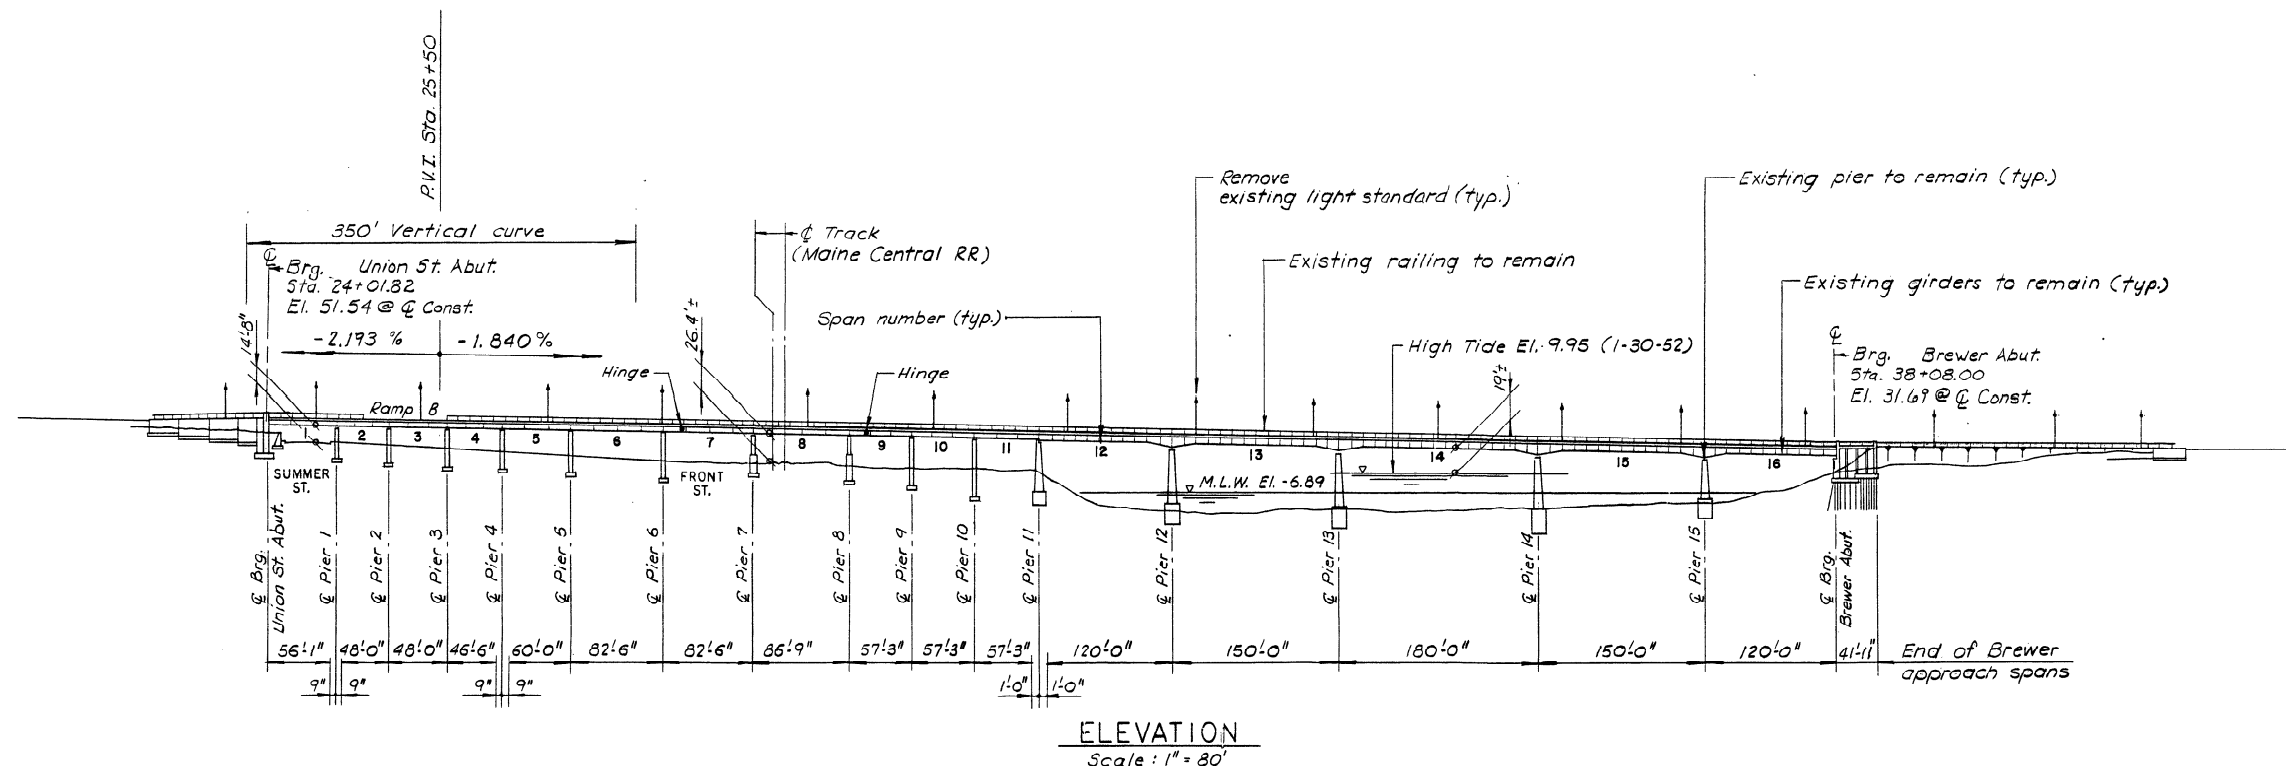 P.V.I. Sta. 25+50
350' Vertical curve
℄ Brg. Union St. Abut.
Sta. 24+01.82
El. 51.54 @ ℄ Const.
-2.193 %
-1.840 %
14'-8"
26.4'±
℄ Track
(Maine Central RR)
Remove
existing light standard (typ.)
Existing pier to remain (typ.)
Existing railing to remain
Existing girders to remain (typ.)
Span number (typ.)
High Tide El. 9.95 (1-30-52)
19'±
℄
Brg. Brewer Abut.
Sta. 38+08.00
El. 31.69 @ ℄ Const.
Hinge
Hinge
Ramp B
1 2 3 4 5 6 7 8 9 10 11 12 13 14 15 16
SUMMER
ST.
FRONT
ST.
M.L.W. El. -6.89
℄ Brg.
Union St. Abut.
℄ Pier 1
℄ Pier 2
℄ Pier 3
℄ Pier 4
℄ Pier 5
℄ Pier 6
℄ Pier 7
℄ Pier 8
℄ Pier 9
℄ Pier 10
℄ Pier 11
℄ Pier 12
℄ Pier 13
℄ Pier 14
℄ Pier 15
℄ Brg.
Brewer Abut.
56'-1" 48'-0" 48'-0" 46'-6" 60'-0" 82'-6" 82'-6" 86'-9" 57'-3" 57'-3" 57'-3" 120'-0" 150'-0" 180'-0" 150'-0" 120'-0" 41'-11"
End of Brewer
approach spans
9" 9" 9" 9" 1'-0" 1'-0"
ELEVATION
Scale : 1" = 80'